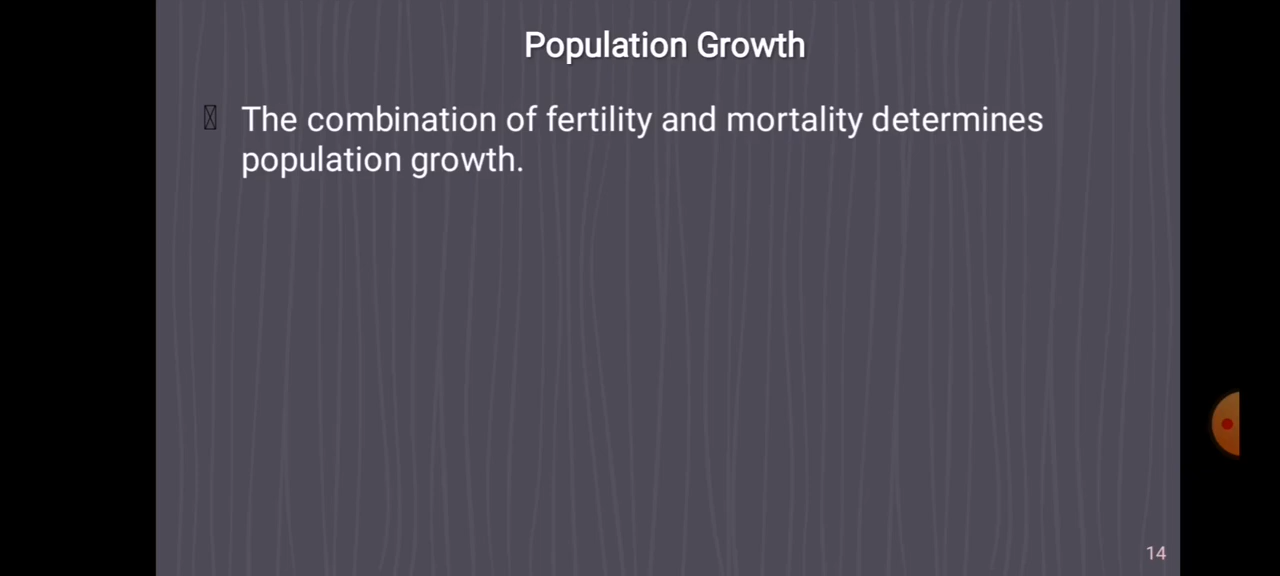 Population Growth
The combination of fertility and mortality determines
population growth.
14